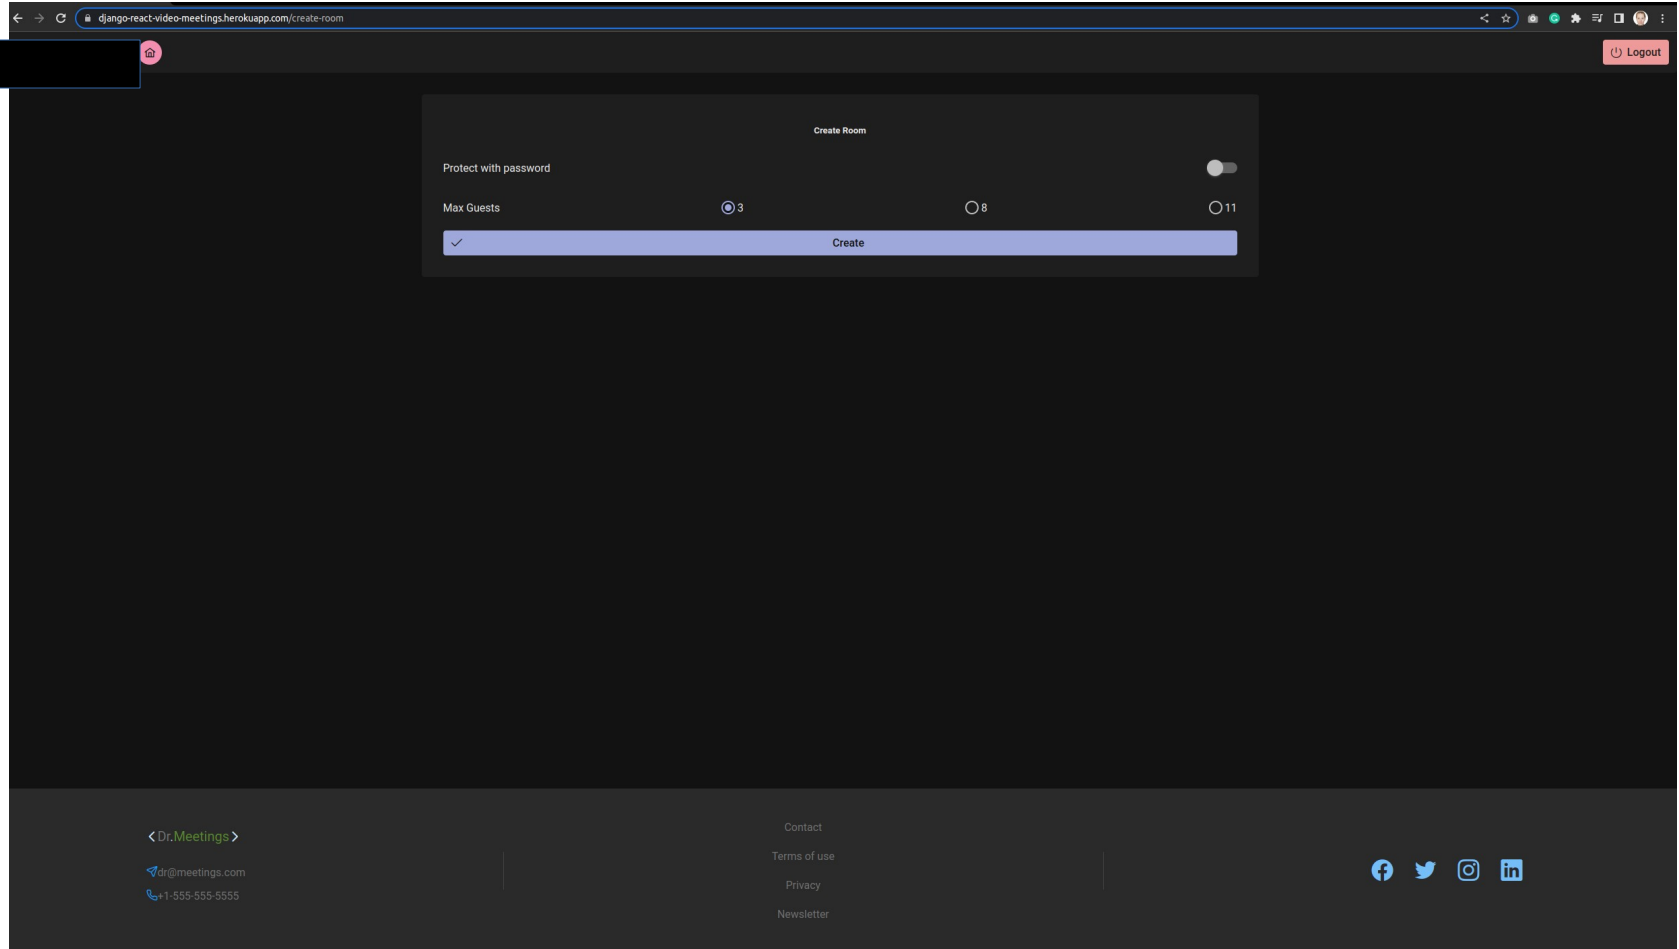 django-react-video-meetings.herokuapp.com/create-room
Logout
Create Room
Protect with password
Max Guests 3 8 11
Create
<Dr.Meetings>
dr@meetings.com
+1-555-555-5555
Contact
Terms of use
Privacy
Newsletter